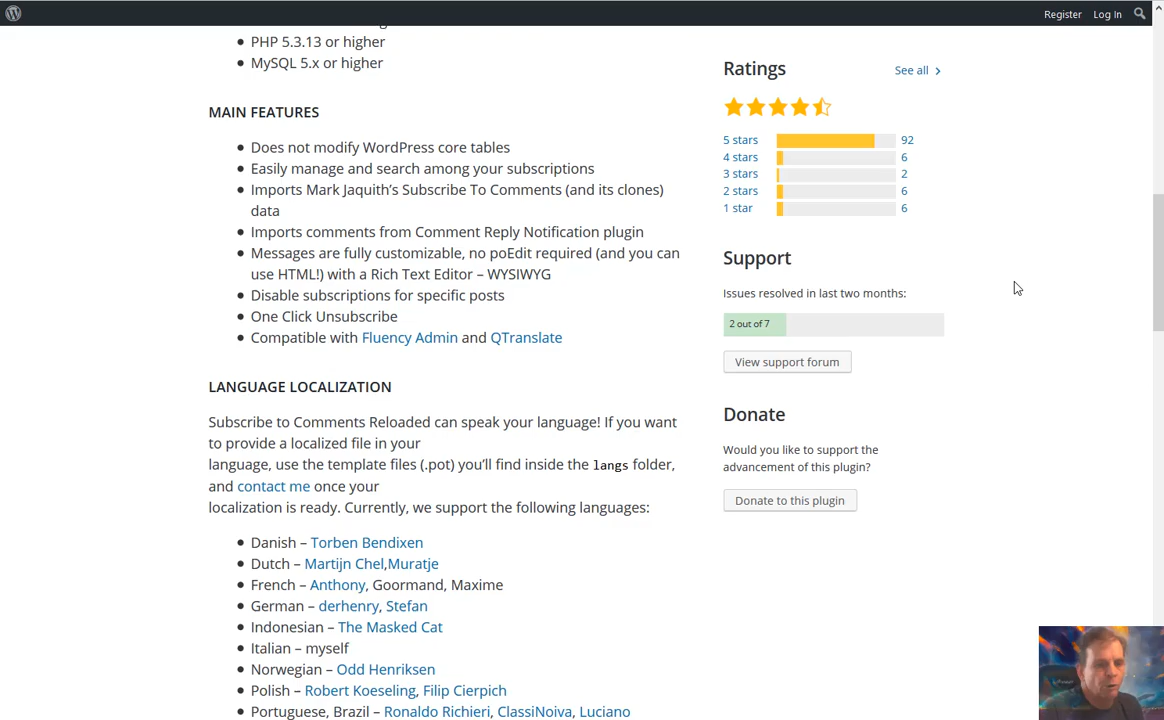 Register
Log In
PHP 5.3.13 or higher
MySQL 5.x or higher
MAIN FEATURES
Does not modify WordPress core tables
Easily manage and search among your subscriptions
Imports Mark Jaquith's Subscribe To Comments (and its clones)
data
Imports comments from Comment Reply Notification plugin
Messages are fully customizable, no poEdit required (and you can
use HTML!) with a Rich Text Editor – WYSIWYG
Disable subscriptions for specific posts
One Click Unsubscribe
Compatible with Fluency Admin and QTranslate
LANGUAGE LOCALIZATION
Subscribe to Comments Reloaded can speak your language! If you want
to provide a localized file in your
language, use the template files (.pot) you'll find inside the langs folder,
and contact me once your
localization is ready. Currently, we support the following languages:
Danish – Torben Bendixen
Dutch – Martijn Chel,Muratje
French – Anthony, Goormand, Maxime
German – derhenry, Stefan
Indonesian – The Masked Cat
Italian – myself
Norwegian – Odd Henriksen
Polish – Robert Koeseling, Filip Cierpich
Portuguese, Brazil – Ronaldo Richieri, ClassiNoiva, Luciano
Ratings
See all
5 stars 92
4 stars 6
3 stars 2
2 stars 6
1 star 6
Support
Issues resolved in last two months:
2 out of 7
View support forum
Donate
Would you like to support the
advancement of this plugin?
Donate to this plugin